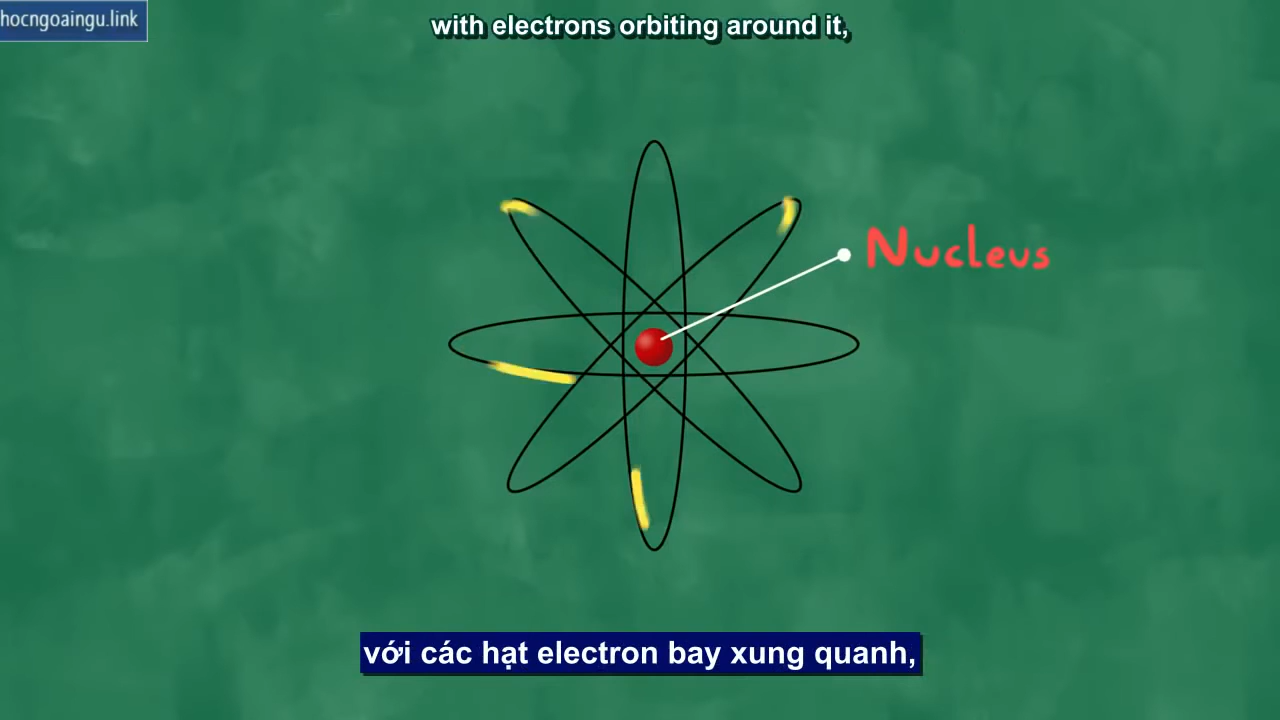 hocngoaingu.link
with electrons orbiting around it,
Nucleus
với các hạt electron bay xung quanh,